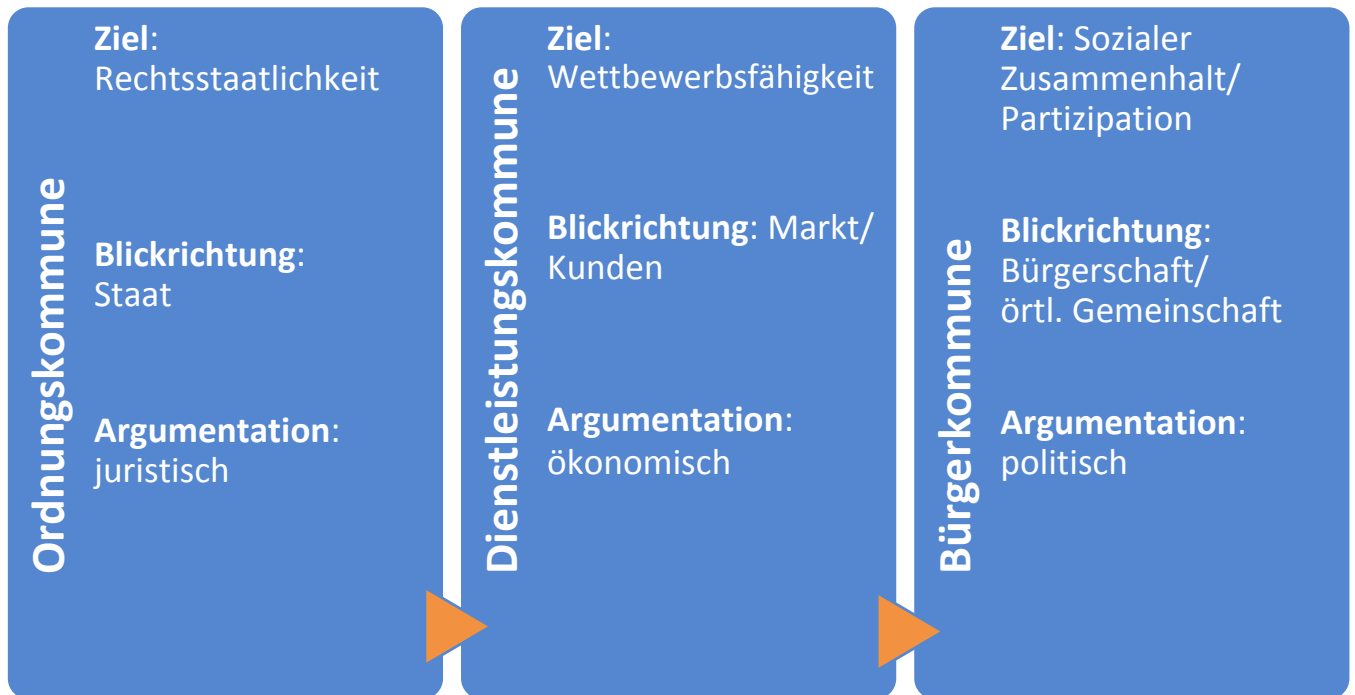 Ordnungskommune
Ziel:
Rechtsstaatlichkeit
Blickrichtung:
Staat
Argumentation:
juristisch
Dienstleistungskommune
Ziel:
Wettbewerbsfähigkeit
Blickrichtung: Markt/
Kunden
Argumentation:
ökonomisch
Bürgerkommune
Ziel: Sozialer
Zusammenhalt/
Partizipation
Blickrichtung:
Bürgerschaft/
örtl. Gemeinschaft
Argumentation:
politisch